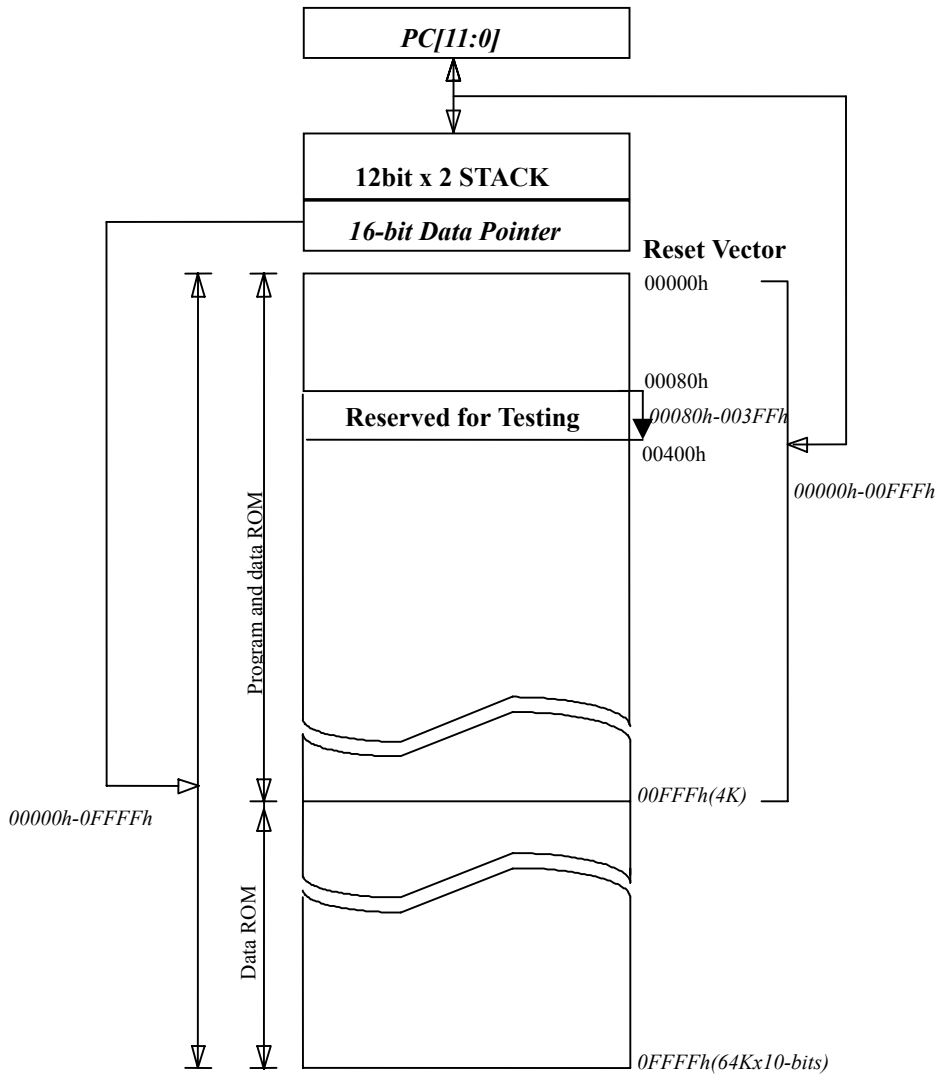 PC[11:0]
12bit x 2 STACK
16-bit Data Pointer
Reset Vector
00000h
00080h
Reserved for Testing
00080h-003FFh
00400h
00000h-00FFFh
Program and data ROM
00FFFh(4K)
00000h-0FFFFh
Data ROM
0FFFFh(64Kx10-bits)